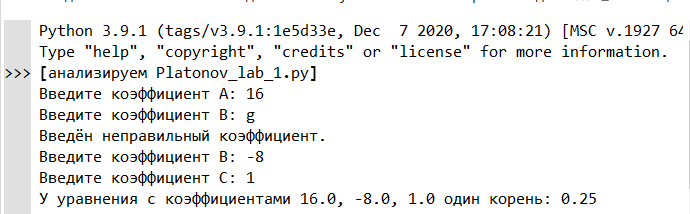 Python 3.9.1 (tags/v3.9.1:1e5d33e, Dec  7 2020, 17:08:21) [MSC v.1927 64
Type "help", "copyright", "credits" or "license" for more information.
>>> [анализируем Platonov_lab_1.py]
Введите коэффициент A: 16
Введите коэффициент B: g
Введён неправильный коэффициент.
Введите коэффициент B: -8
Введите коэффициент C: 1
У уравнения с коэффициентами 16.0, -8.0, 1.0 один корень: 0.25